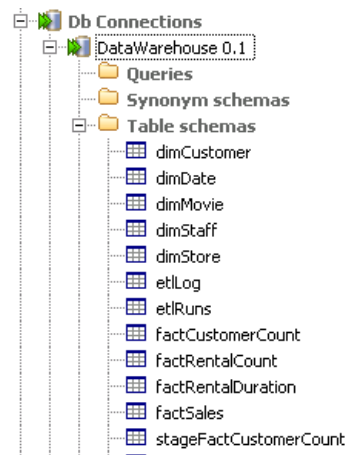 Db Connections
DataWarehouse 0.1
Queries
Synonym schemas
Table schemas
dimCustomer
dimDate
dimMovie
dimStaff
dimStore
etlLog
etlRuns
factCustomerCount
factRentalCount
factRentalDuration
factSales
stageFactCustomerCount